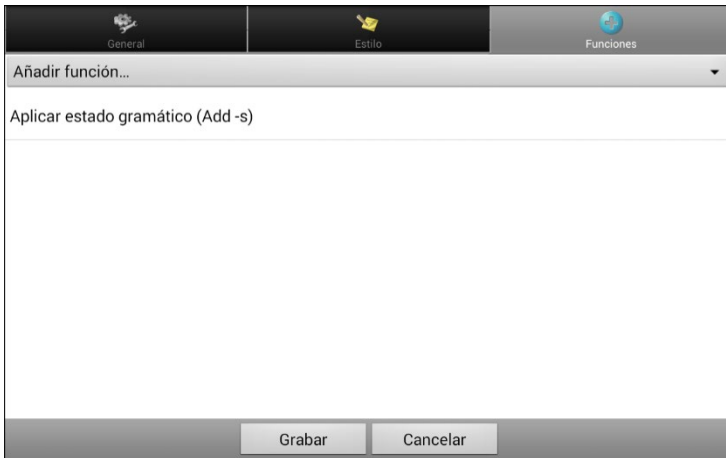 General
Estilo
Funciones
Añadir función...
Aplicar estado gramático (Add -s)
Grabar
Cancelar